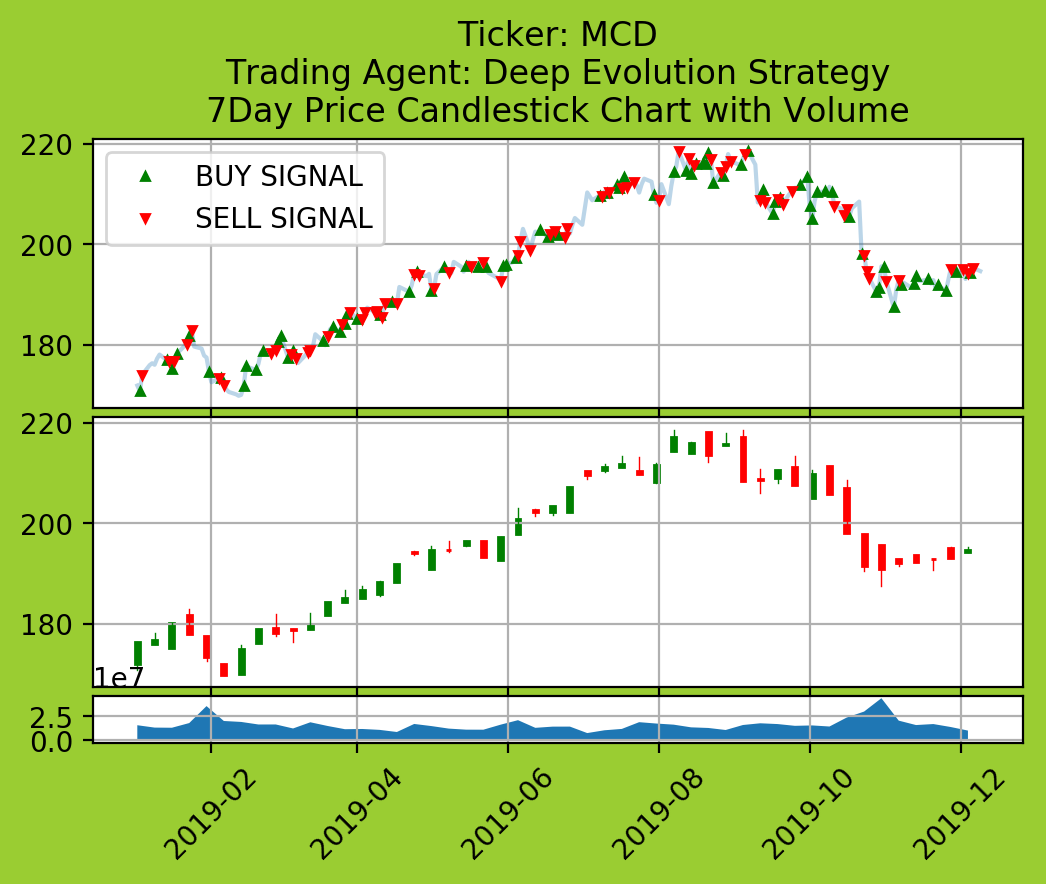 Ticker: MCD
Trading Agent: Deep Evolution Strategy
7Day Price Candlestick Chart with Volume
220
BUY SIGNAL
SELL SIGNAL
200
180
220
200
180
1e7
2.5
0.0
2019-02
2019-04
2019-06
2019-08
2019-10
2019-12